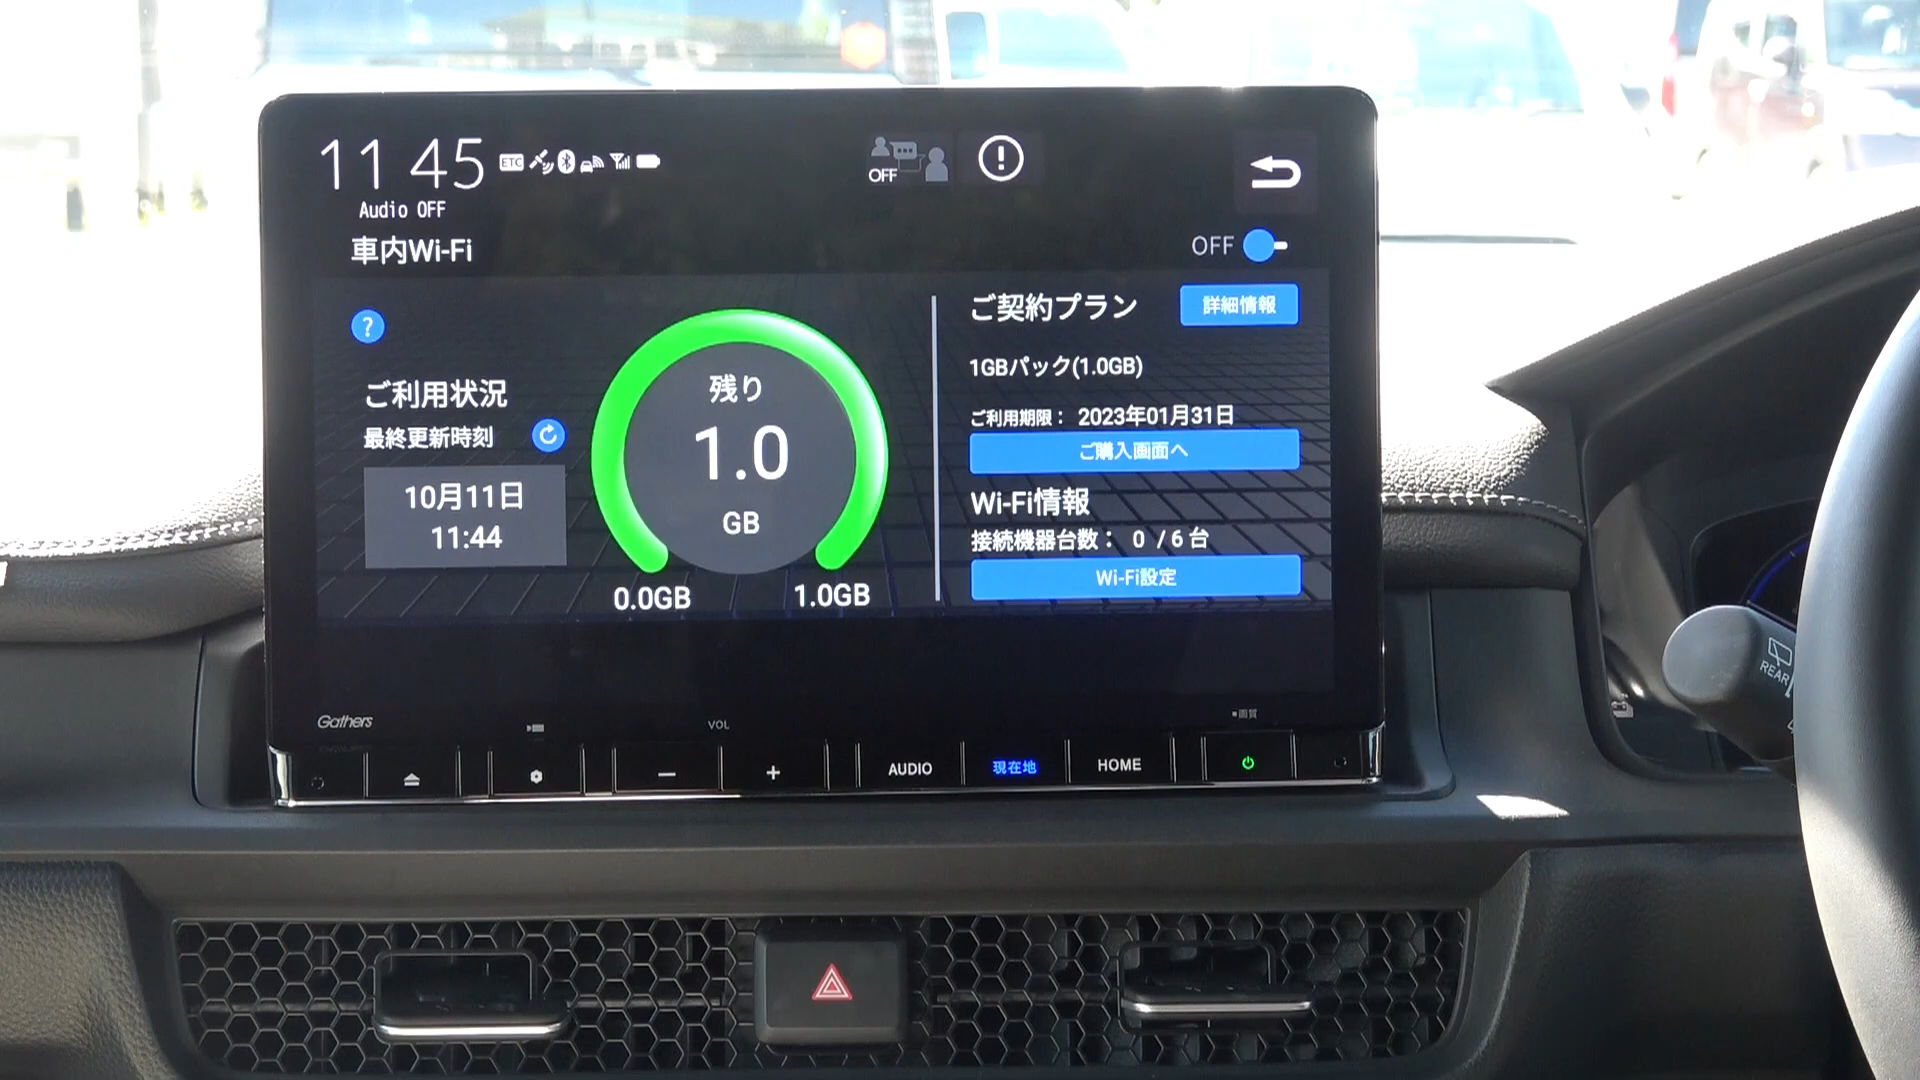 11 45
ETC
OFF
Audio OFF
車内Wi-Fi
OFF
?
ご利用状況
最終更新時刻
10月11日
11:44
残り
1.0
GB
0.0GB
1.0GB
ご契約プラン
詳細情報
1GBパック(1.0GB)
ご利用期限： 2023年01月31日
ご購入画面へ
Wi-Fi情報
接続機器台数： 0 / 6 台
Wi-Fi設定
Gathers
VOL
画質
− +
AUDIO
現在地
HOME
REAR